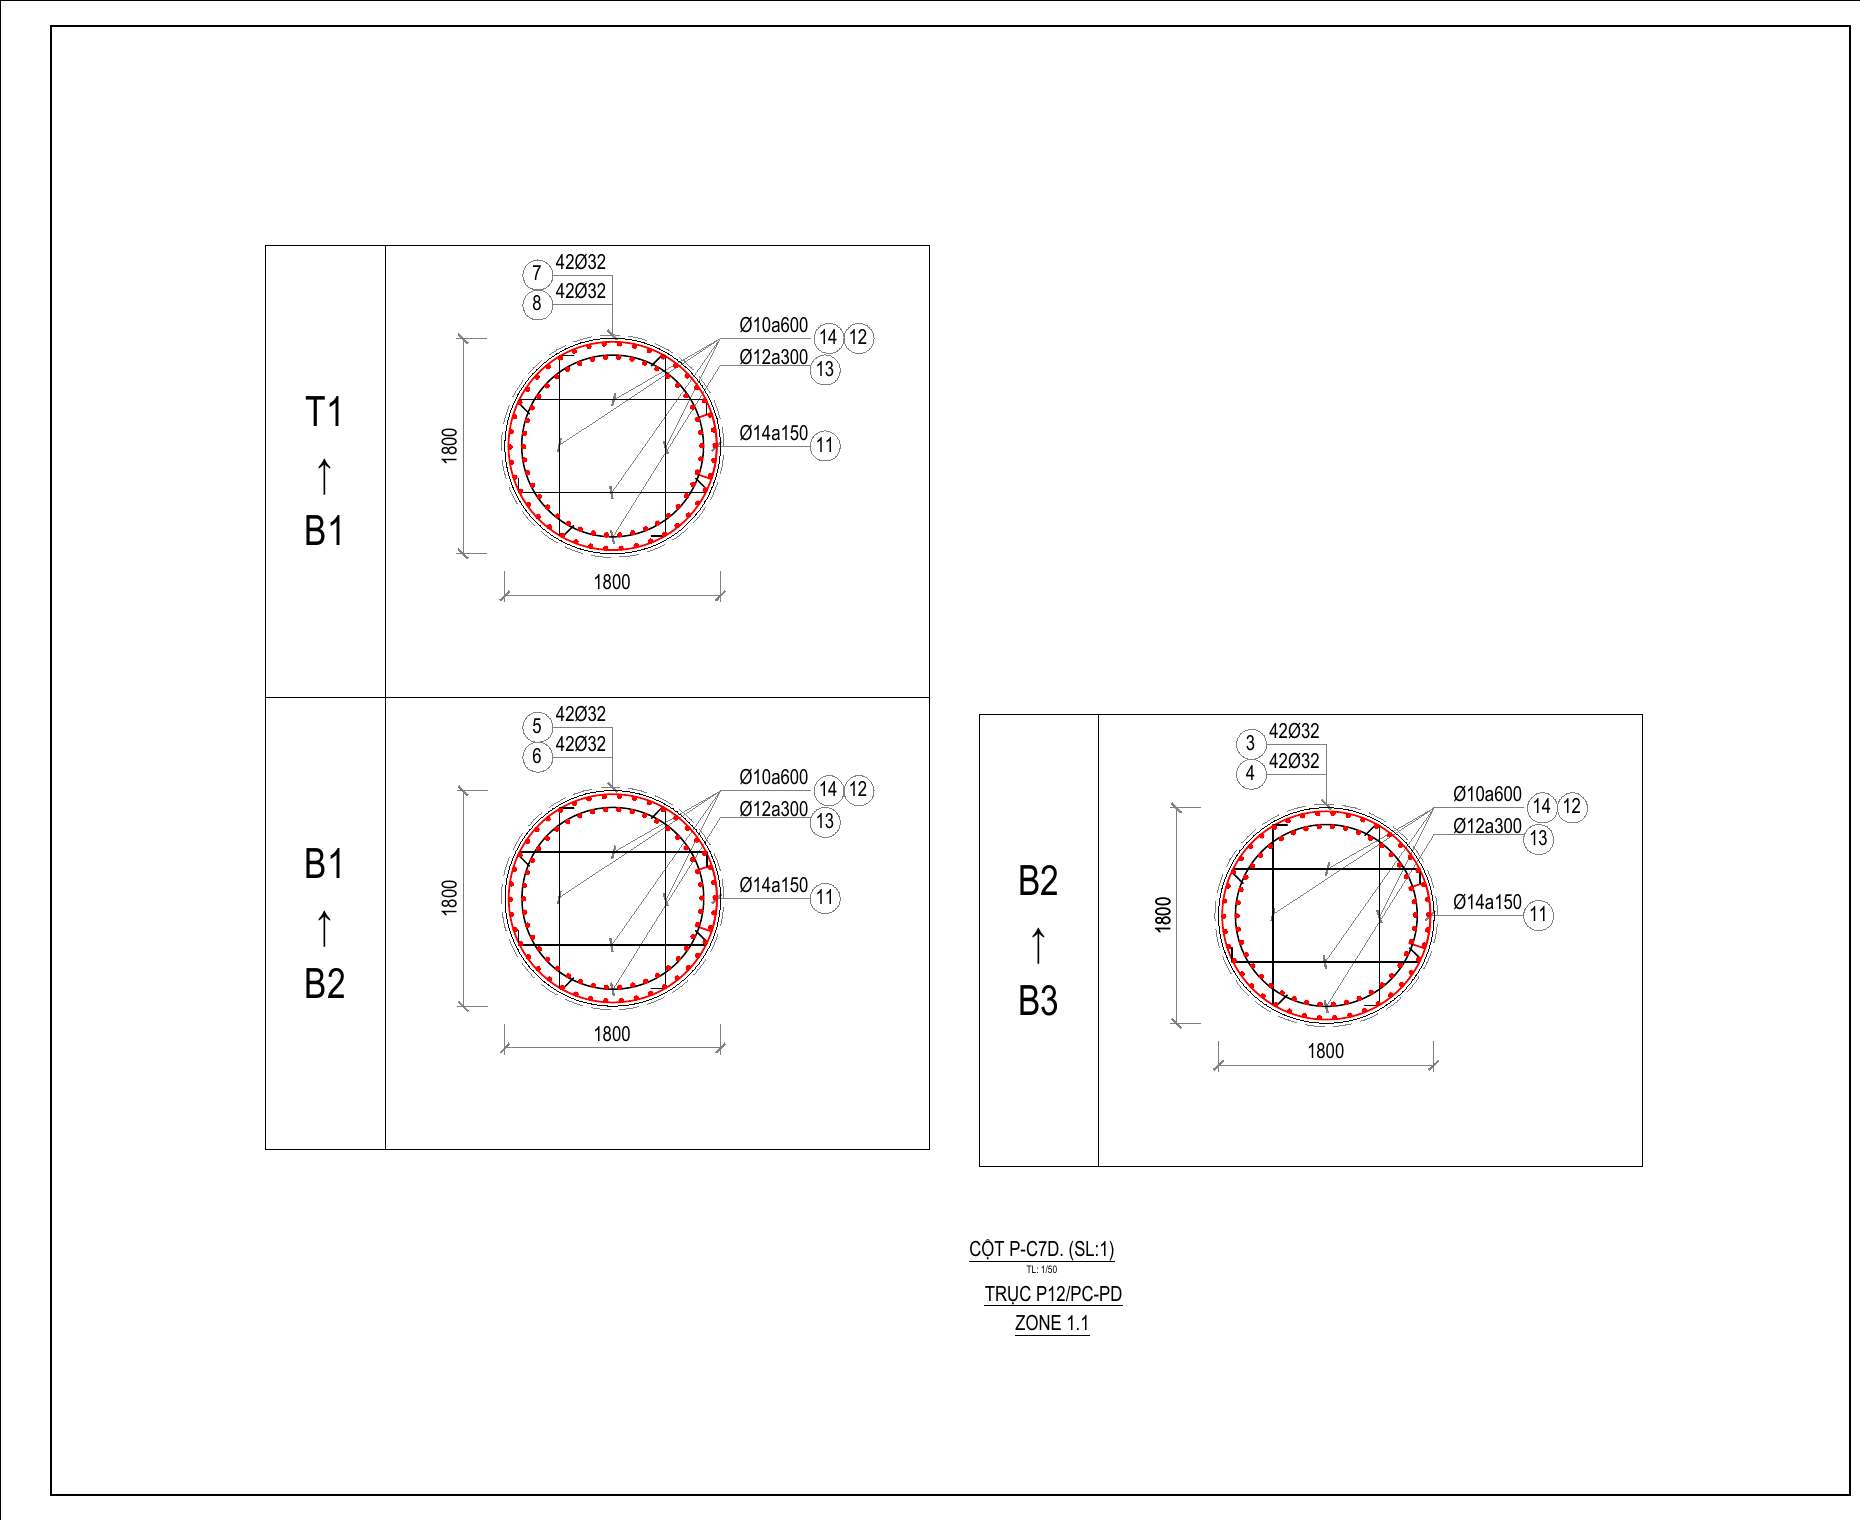 7 42Ø32
8 42Ø32
Ø10a600 14 12
Ø12a300 13
Ø14a150 11
1800
1800
T1
↑
B1
5 42Ø32
6 42Ø32
Ø10a600 14 12
Ø12a300 13
Ø14a150 11
1800
1800
B1
↑
B2
3 42Ø32
4 42Ø32
Ø10a600 14 12
Ø12a300 13
Ø14a150 11
1800
1800
B2
↑
B3
CỘT P-C7D. (SL:1)
TL: 1/50
TRỤC P12/PC-PD
ZONE 1.1